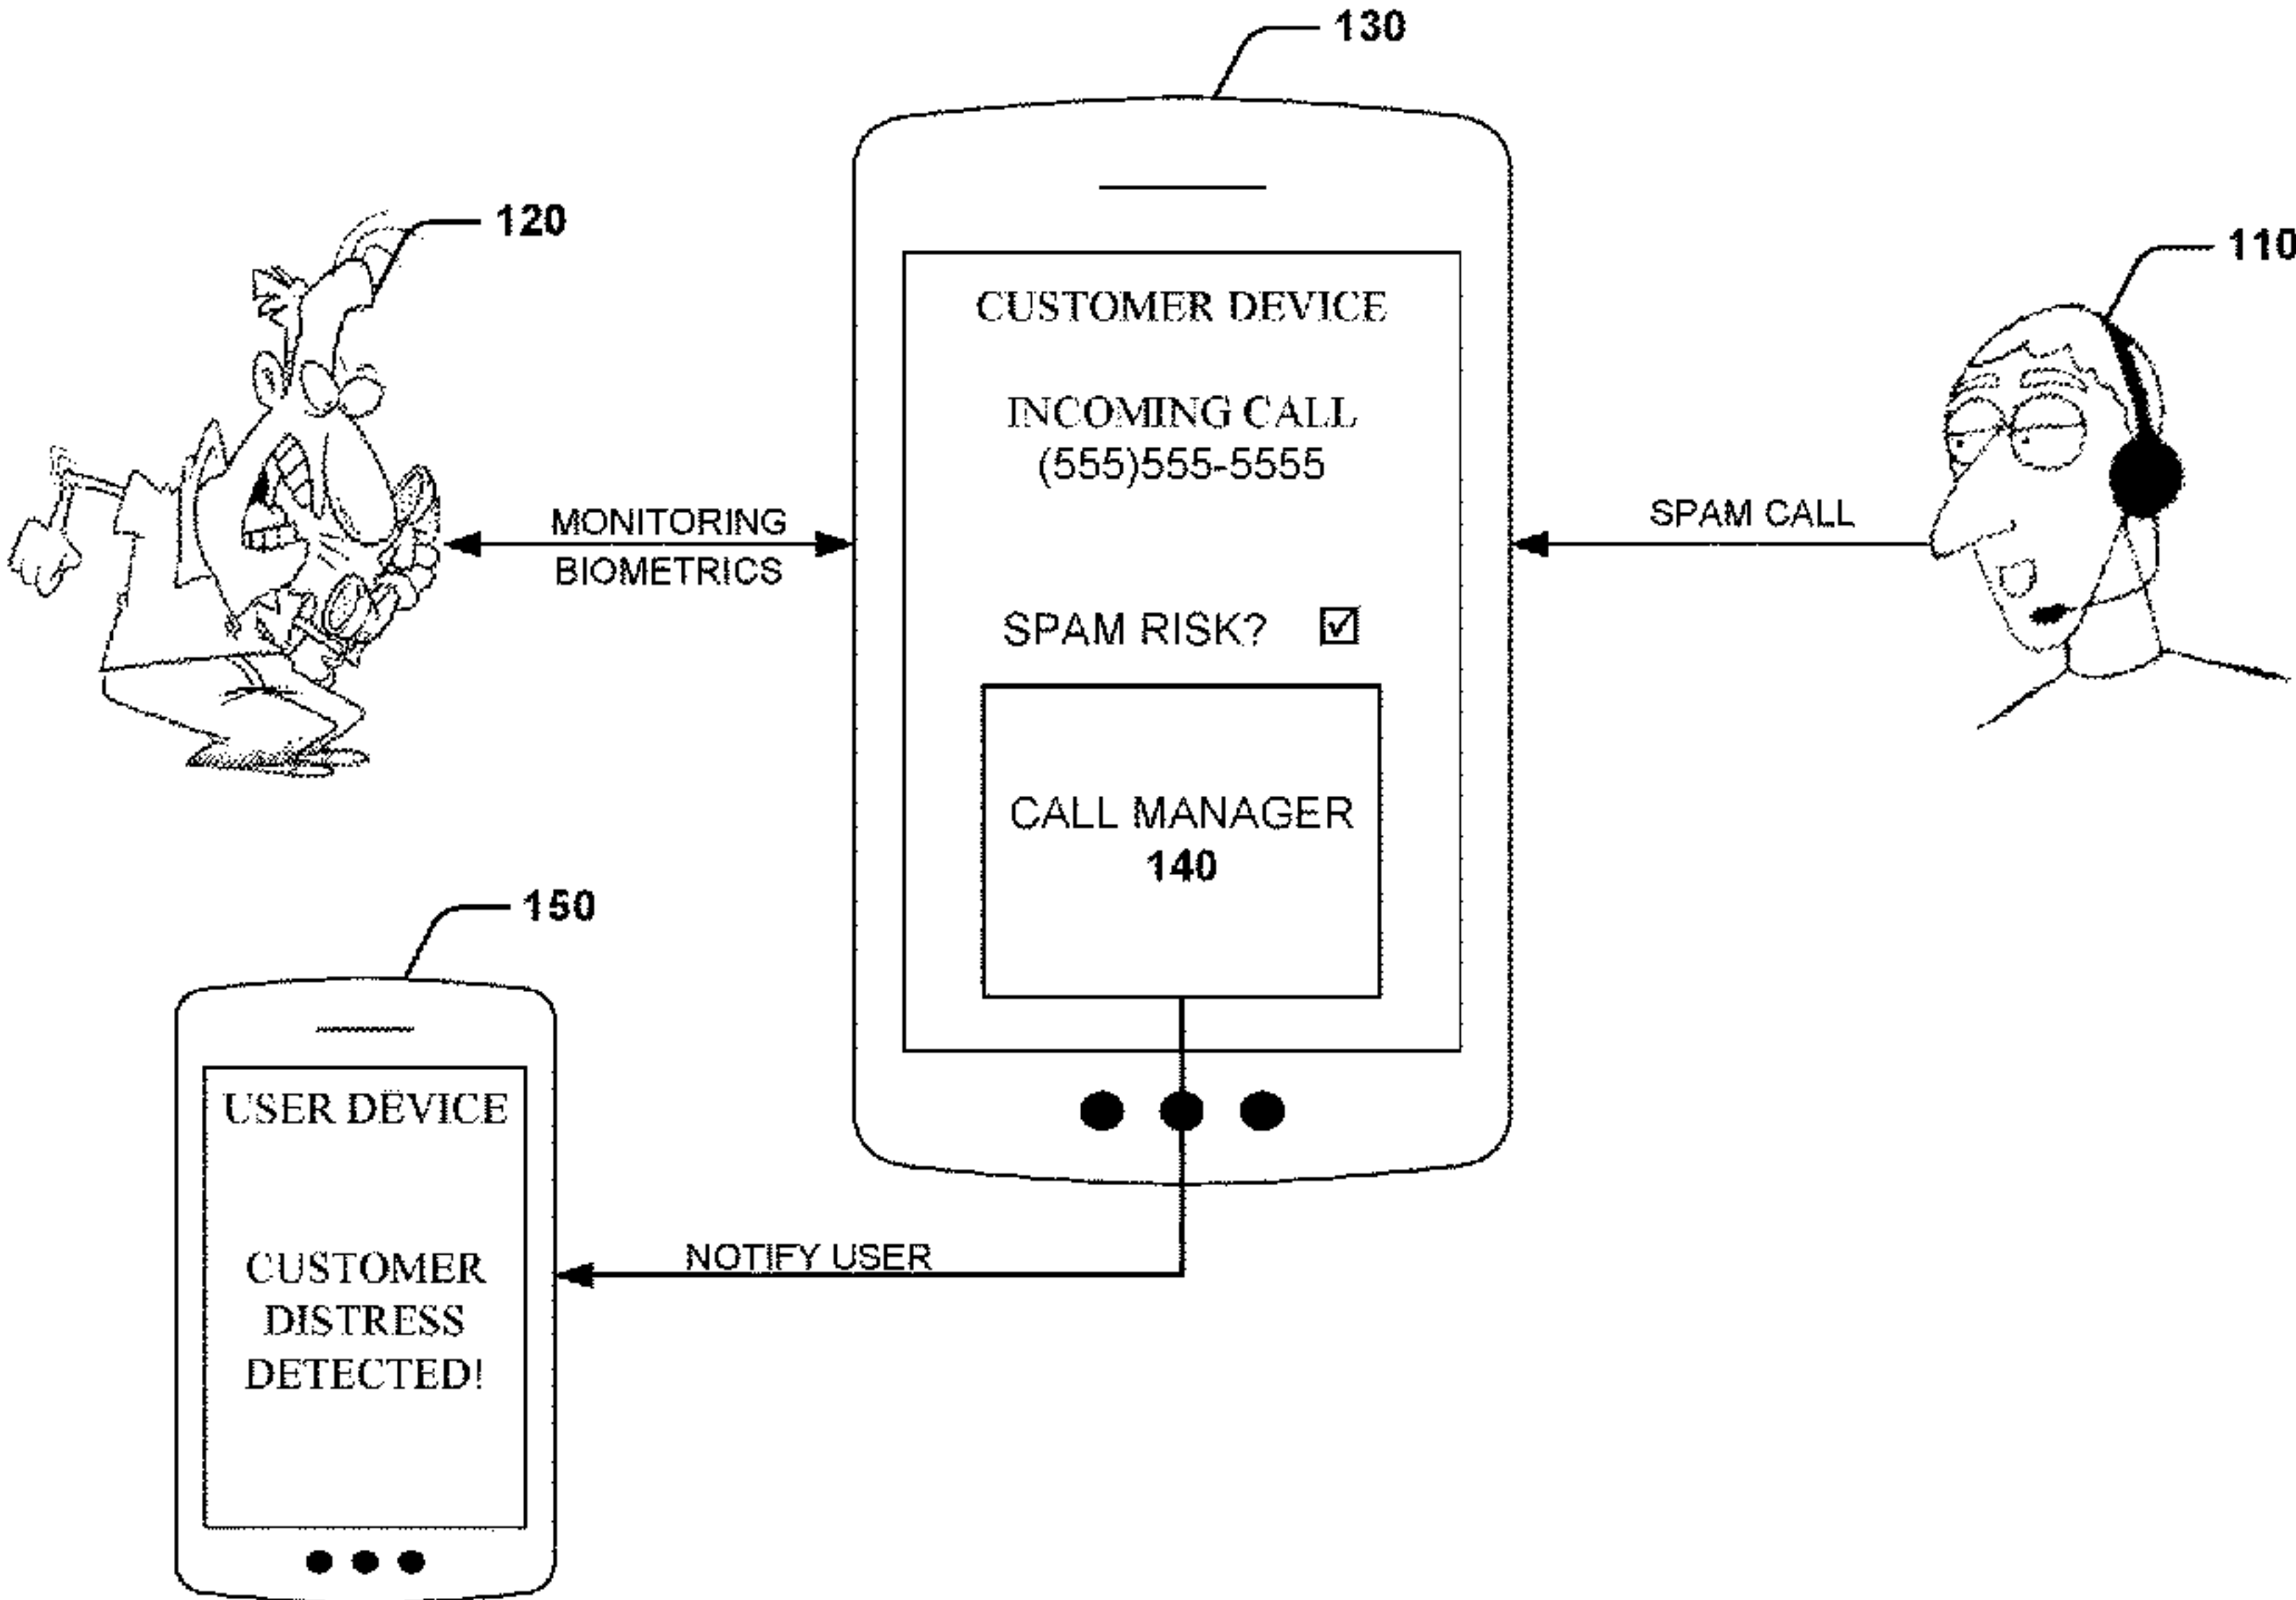 130
120
110
CUSTOMER DEVICE
INCOMING CALL
(555)555-5555
MONITORING
BIOMETRICS
SPAM CALL
SPAM RISK?
CALL MANAGER
140
150
USER DEVICE
NOTIFY USER
CUSTOMER
DISTRESS
DETECTED!